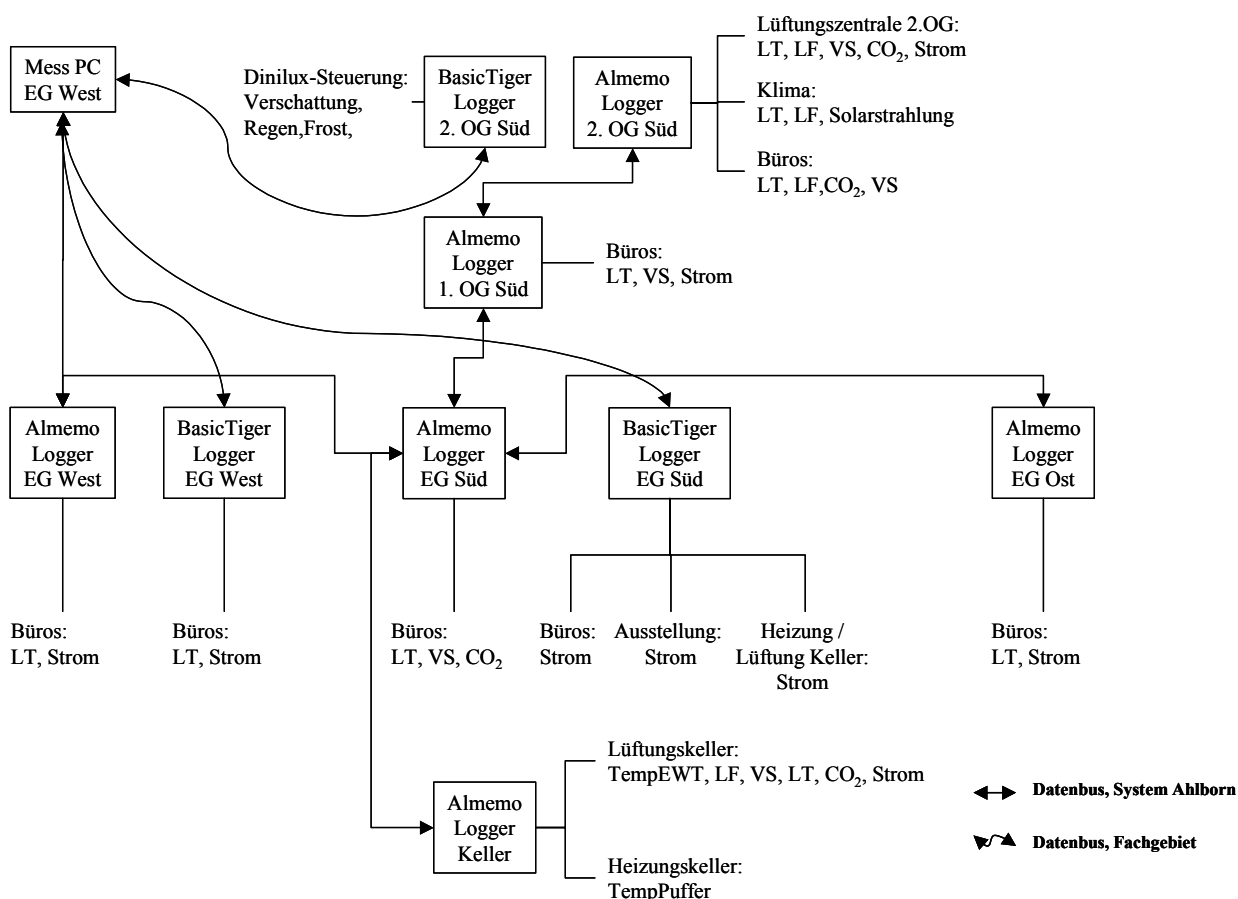 Mess PC
EG West
Dinilux-Steuerung:
Verschattung,
Regen,Frost,
BasicTiger
Logger
2. OG Süd
Almemo
Logger
2. OG Süd
Lüftungszentrale 2.OG:
LT, LF, VS, CO₂, Strom
Klima:
LT, LF, Solarstrahlung
Büros:
LT, LF,CO₂, VS
Almemo
Logger
1. OG Süd
Büros:
LT, VS, Strom
Almemo
Logger
EG West
BasicTiger
Logger
EG West
Almemo
Logger
EG Süd
BasicTiger
Logger
EG Süd
Almemo
Logger
EG Ost
Büros:
LT, Strom
Büros:
LT, Strom
Büros:
LT, VS, CO₂
Büros:
Strom
Ausstellung:
Strom
Heizung /
Lüftung Keller:
Strom
Büros:
LT, Strom
Almemo
Logger
Keller
Lüftungskeller:
TempEWT, LF, VS, LT, CO₂, Strom
Heizungskeller:
TempPuffer
Datenbus, System Ahlborn
Datenbus, Fachgebiet